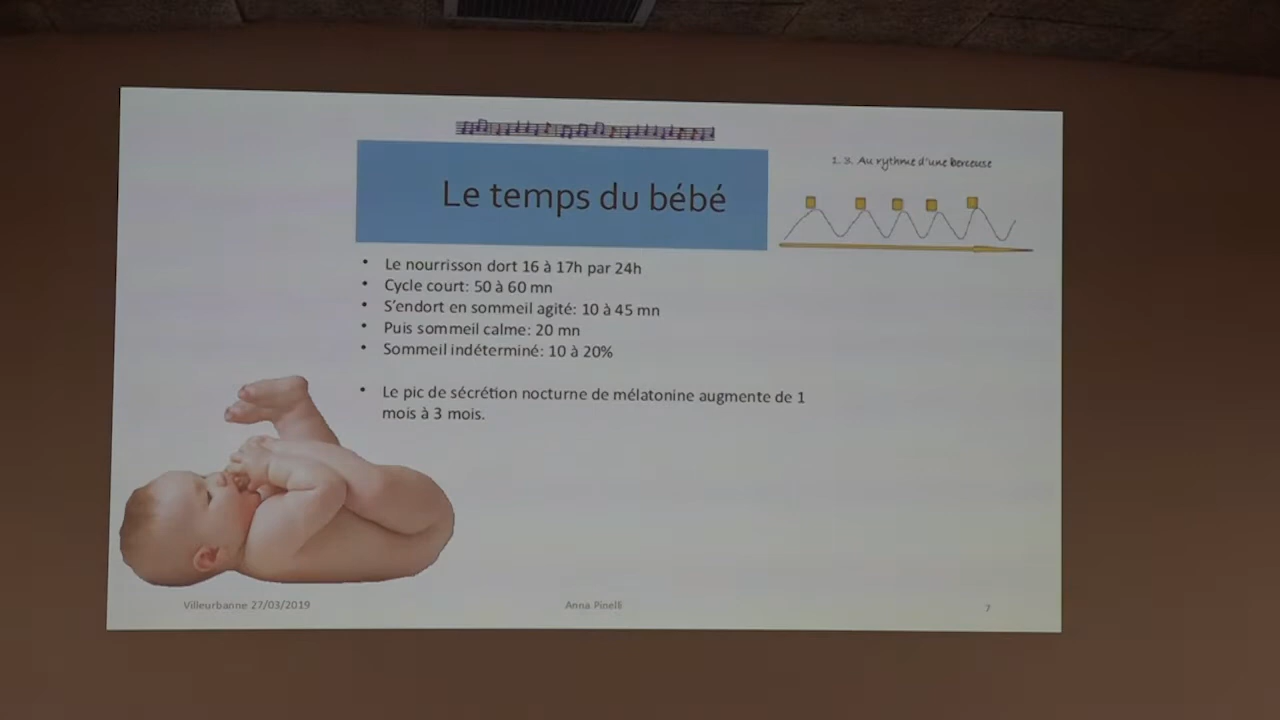 1. 3. Au rythme d'une berceuse
Le temps du bébé
• Le nourrisson dort 16 à 17h par 24h
• Cycle court: 50 à 60 mn
• S'endort en sommeil agité: 10 à 45 mn
• Puis sommeil calme: 20 mn
• Sommeil indéterminé: 10 à 20%
• Le pic de sécrétion nocturne de mélatonine augmente de 1
mois à 3 mois.
Villeurbanne 27/03/2019
Anna Pinelli
7